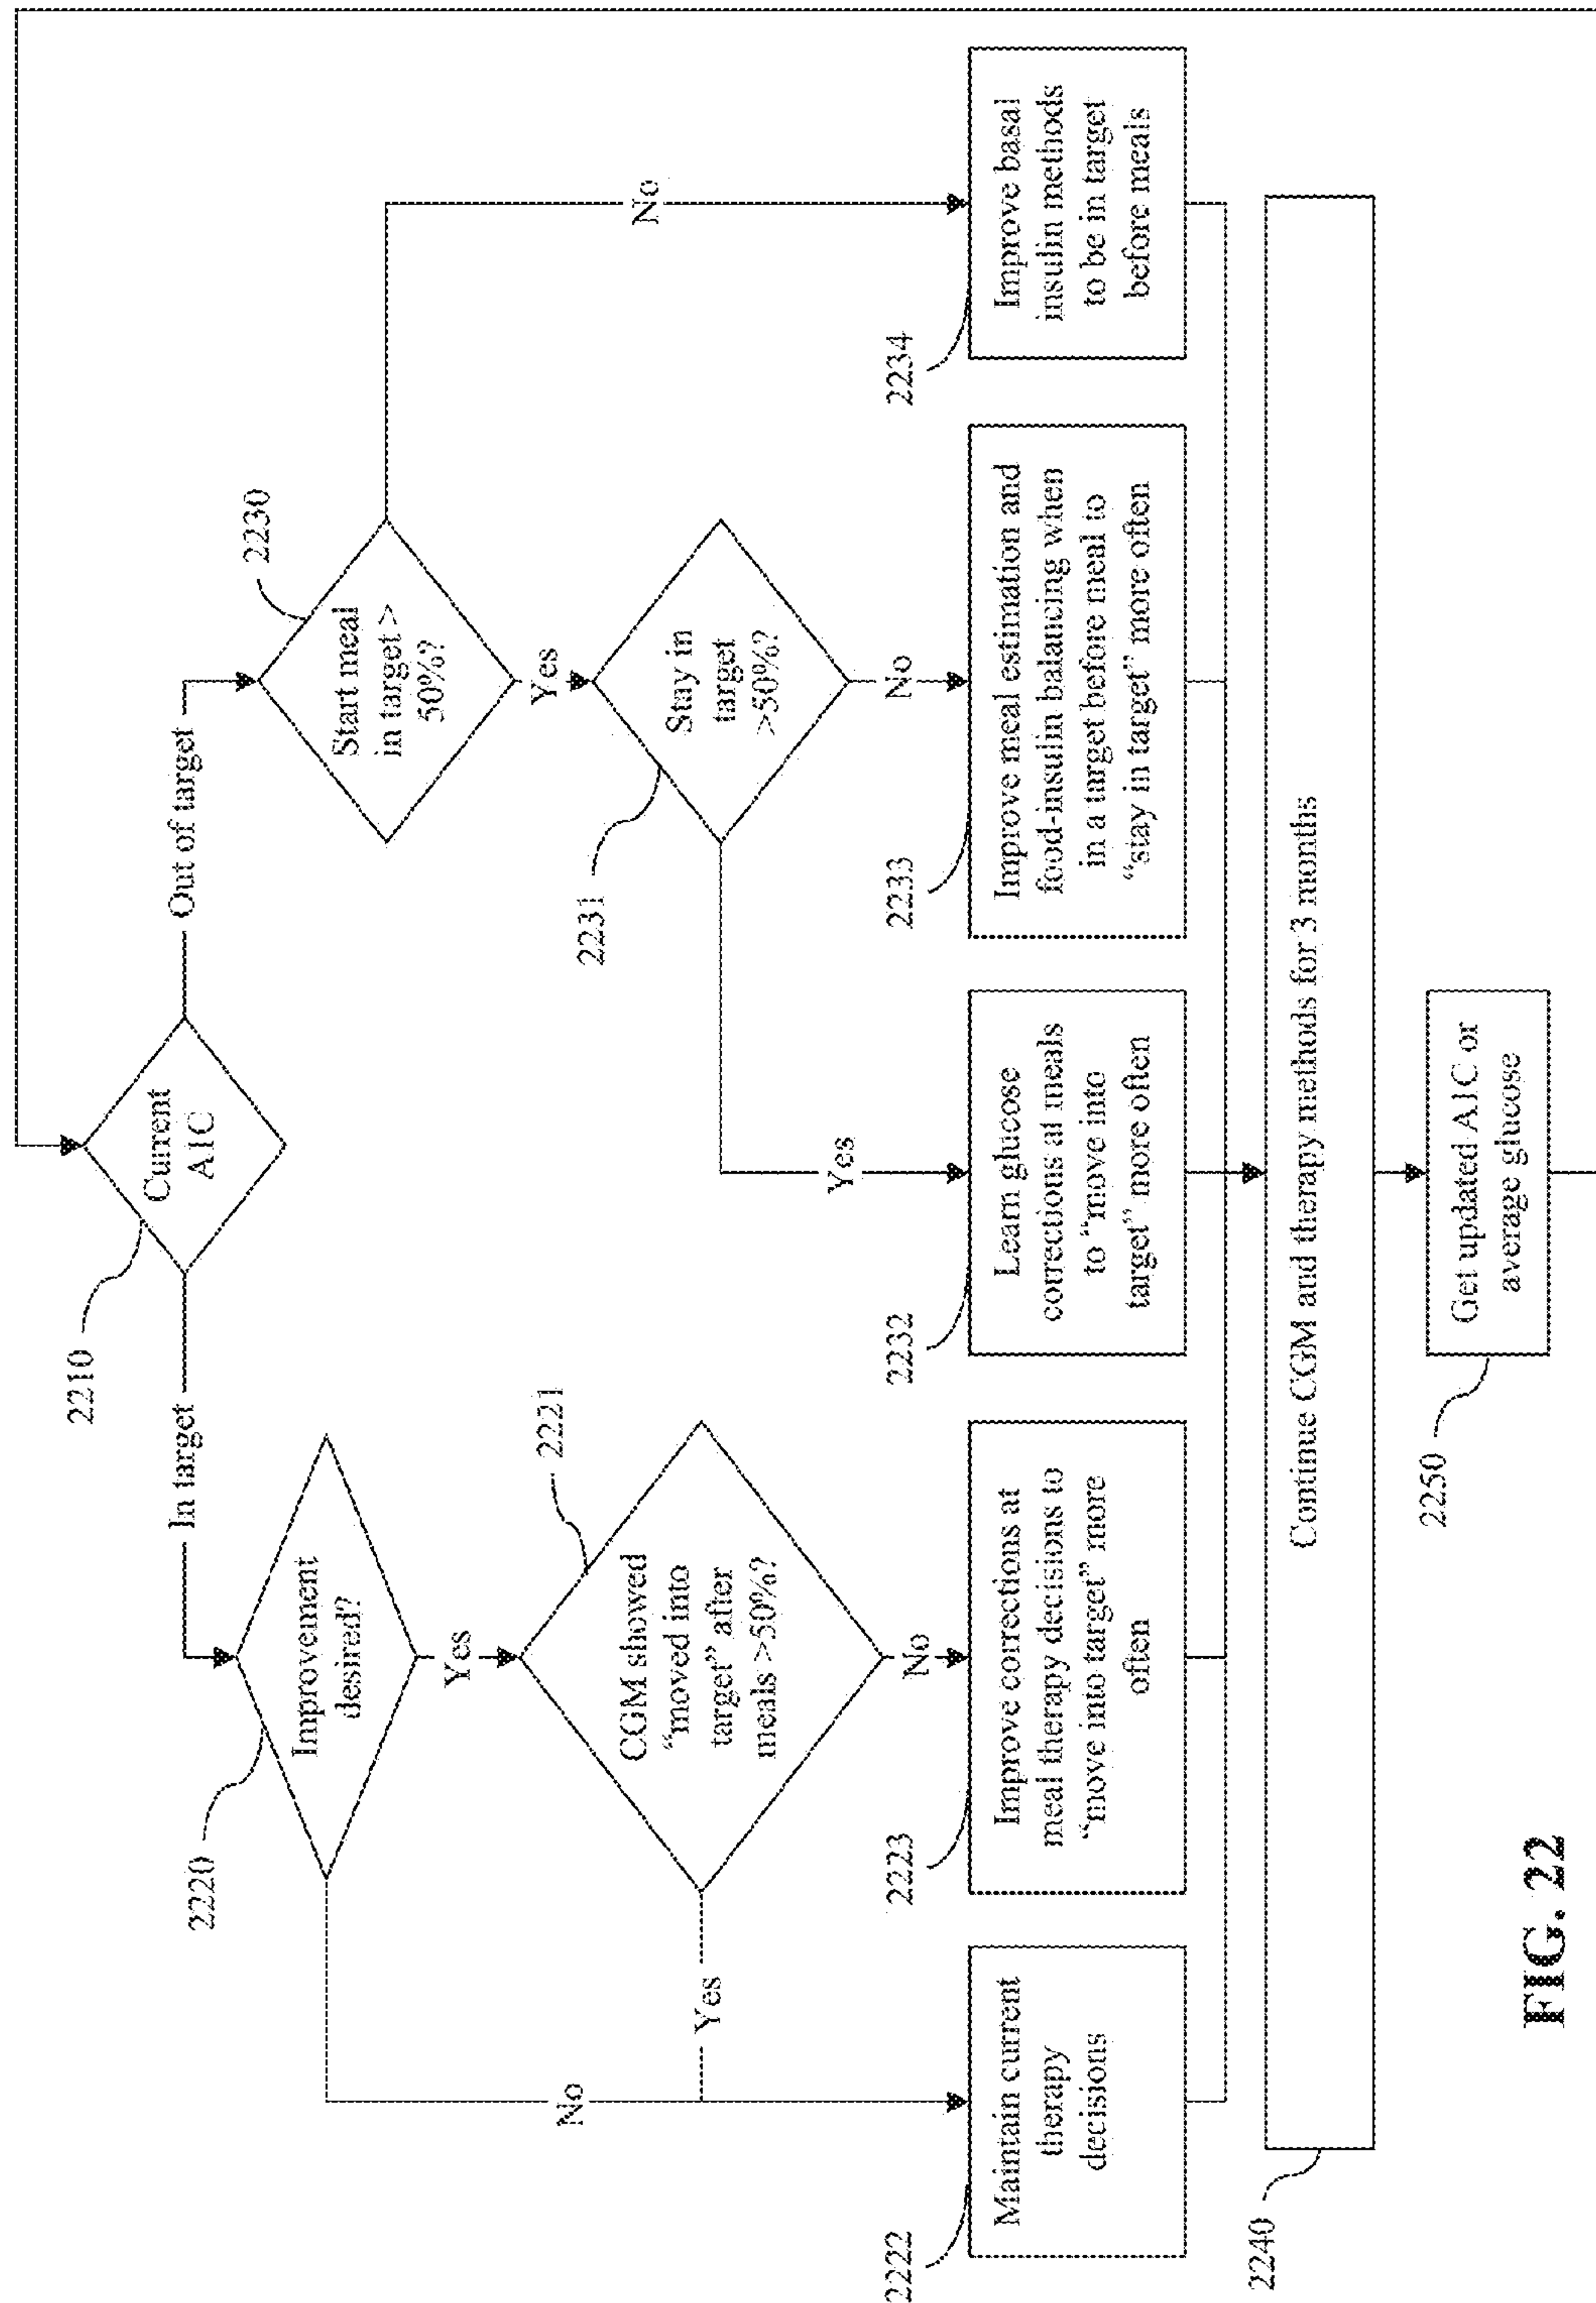 2210
Current
A1C
In target
Out of target
2220
Improvement
desired?
Yes
No
2221
CGM showed
“moved into
target” after
meals >50%?
Yes
No
2230
Start meal
in target >
50%?
Yes
No
2231
Stay in
target
>50%?
Yes
No
2222
Maintain current
therapy
decisions
2223
Improve corrections at
meal therapy decisions to
“move into target” more
often
2232
Learn glucose
corrections at meals
to “move into
target” more often
2233
Improve meal estimation and
food-insulin balancing when
in a target before meal to
“stay in target” more often
2234
Improve basal
insulin methods
to be in target
before meals
2240
Continue CGM and therapy methods for 3 months
2250
Get updated A1C or
average glucose
FIG. 22